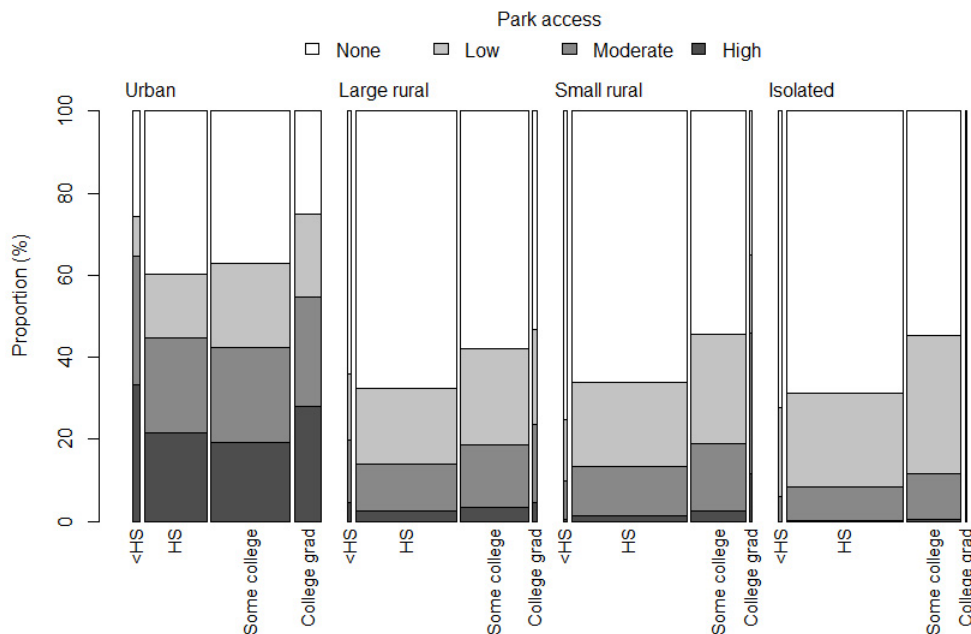 Park access
None Low Moderate High
Urban Large rural Small rural Isolated
Proportion (%)
100
80
60
40
20
0
<HS HS Some college College grad <HS HS Some college College grad <HS HS Some college College grad <HS HS Some college College grad